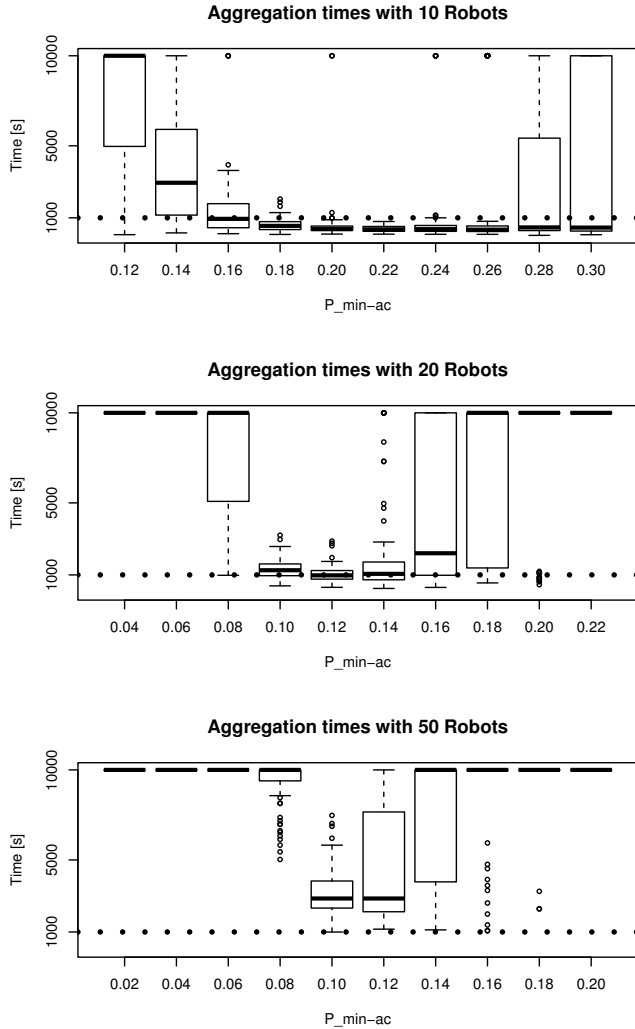 Aggregation times with 10 Robots
Time [s]
10000
5000
1000
0.12 0.14 0.16 0.18 0.20 0.22 0.24 0.26 0.28 0.30
P_min−ac
Aggregation times with 20 Robots
Time [s]
10000
5000
1000
0.04 0.06 0.08 0.10 0.12 0.14 0.16 0.18 0.20 0.22
P_min−ac
Aggregation times with 50 Robots
Time [s]
10000
5000
1000
0.02 0.04 0.06 0.08 0.10 0.12 0.14 0.16 0.18 0.20
P_min−ac